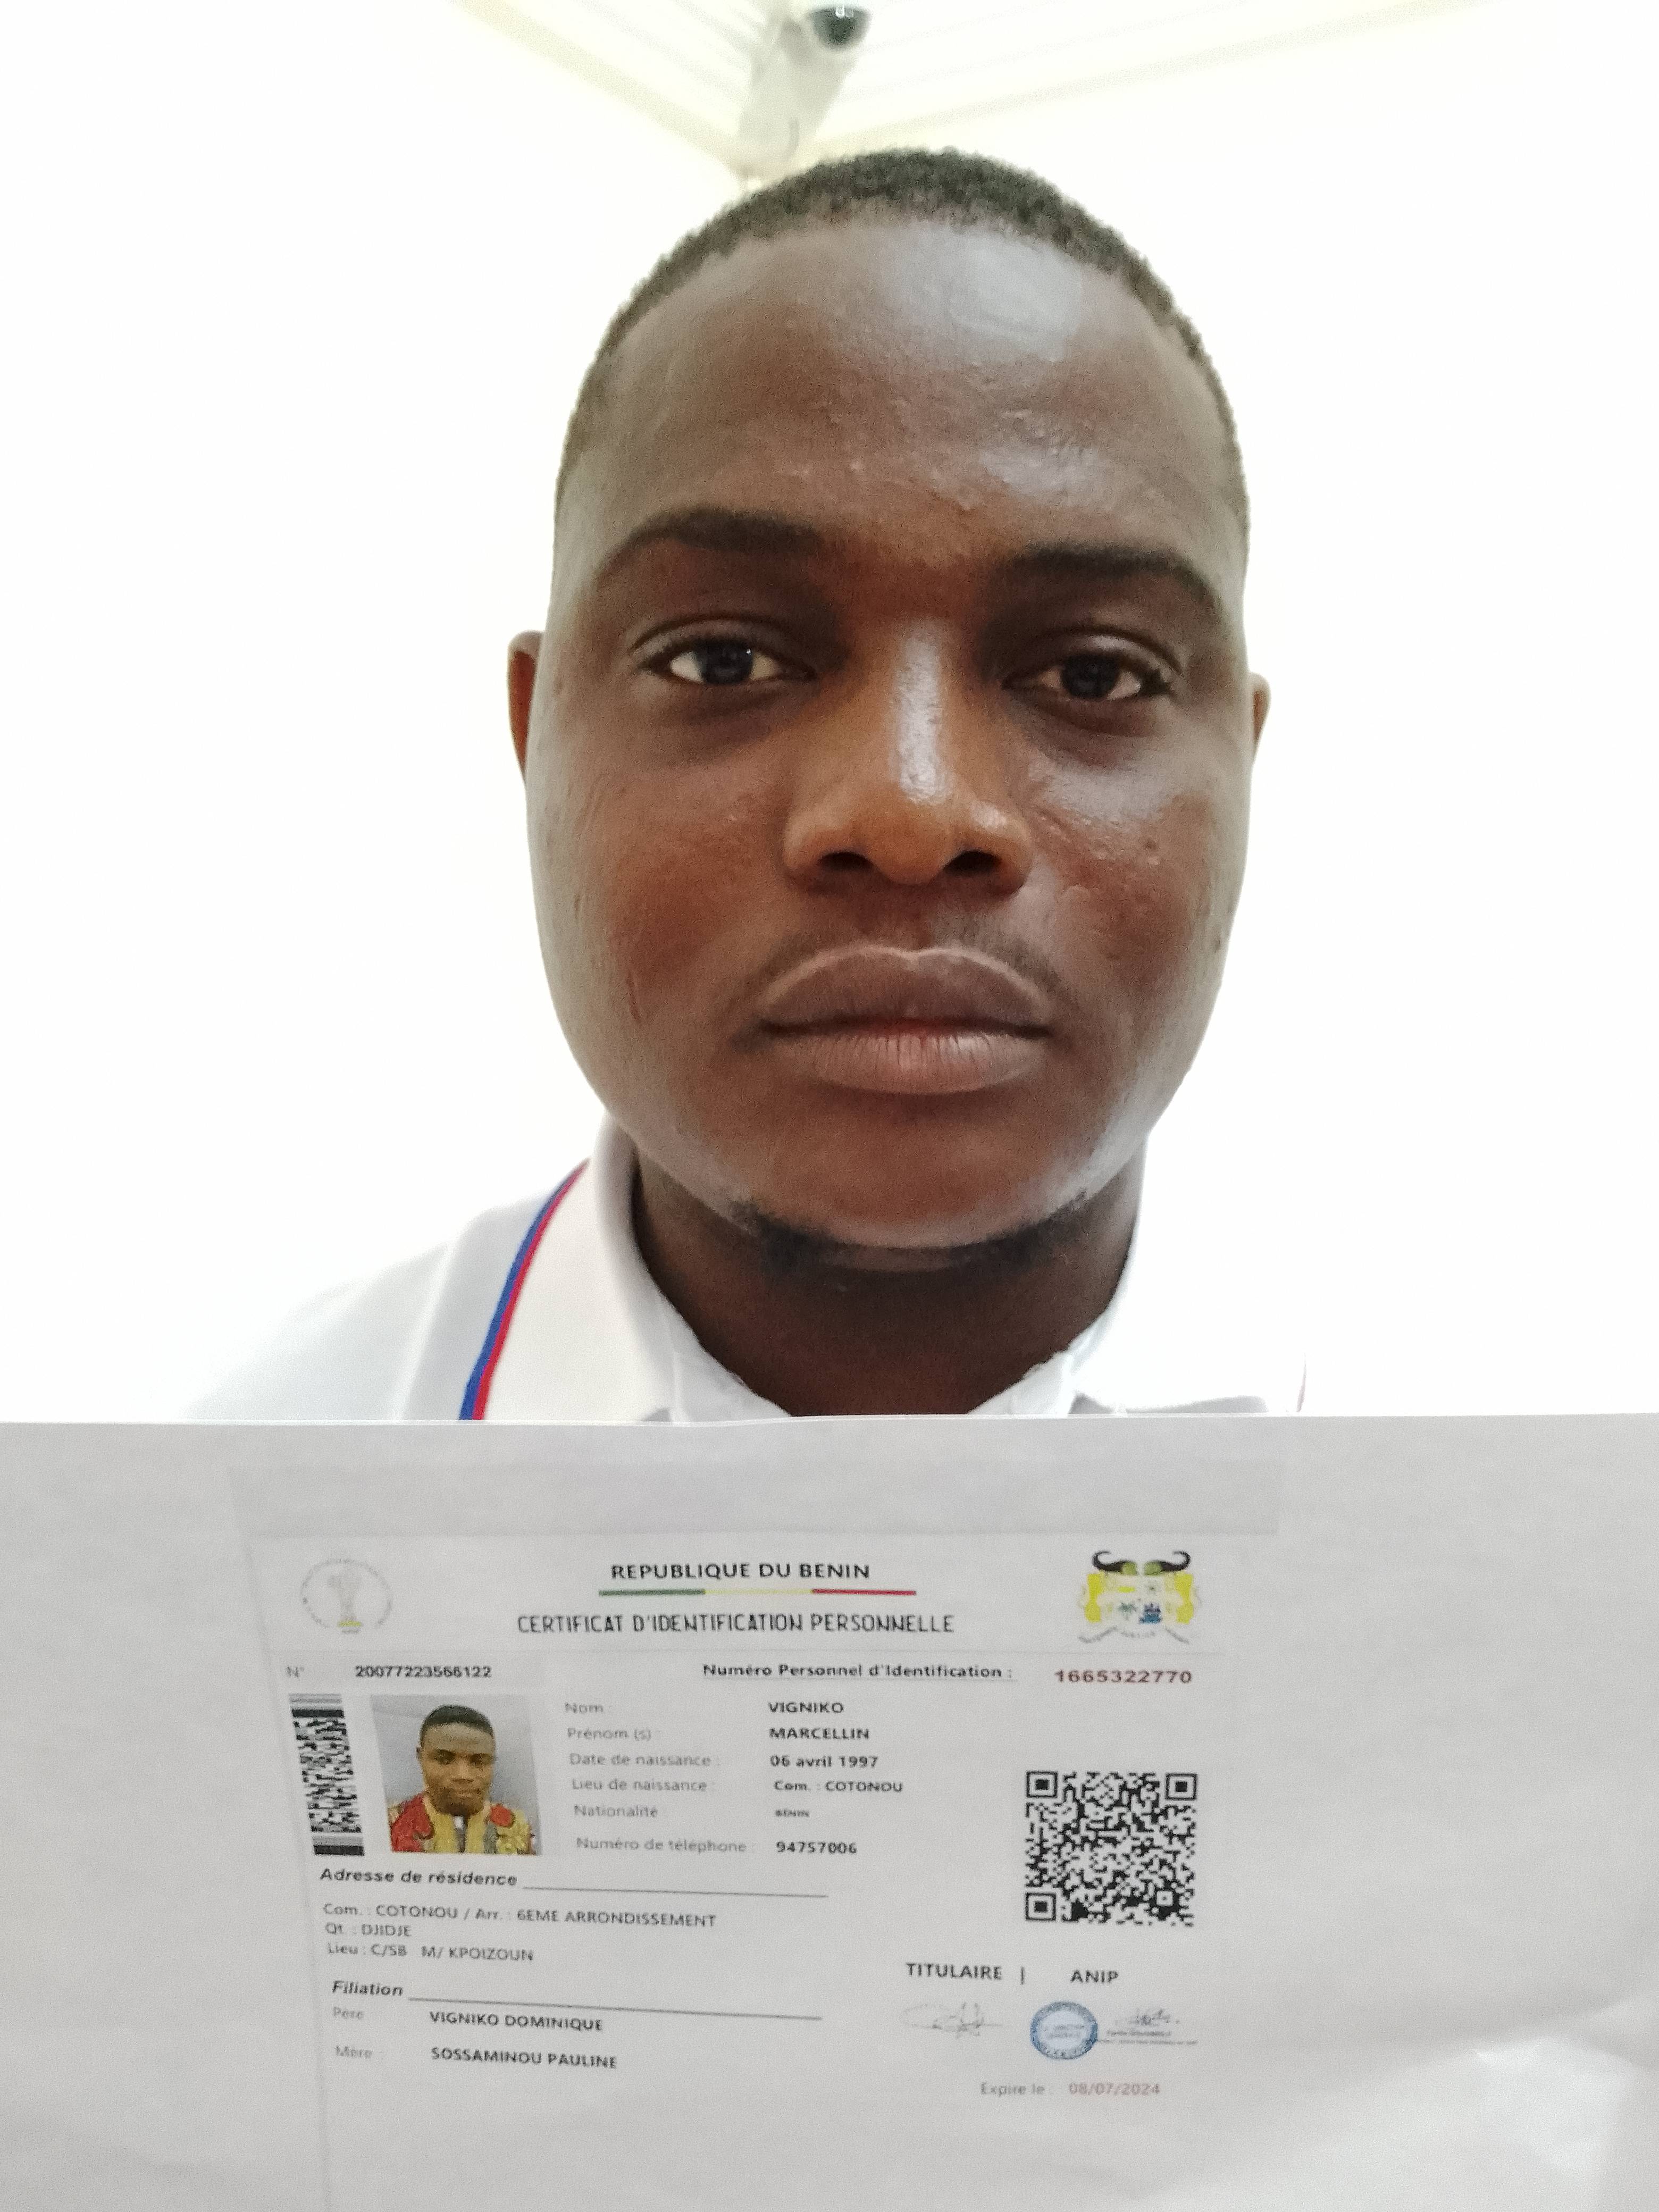 REPUBLIQUE DU BENIN
CERTIFICAT D'IDENTIFICATION PERSONNELLE
N° 20077223566122 Numéro Personnel d'Identification : 1665322770
Nom VIGNIKO
Prénom (s) MARCELLIN
Date de naissance : 06 avril 1997
Lieu de naissance : Com. : COTONOU
Nationalité BENIN
Numéro de téléphone : 94757006
Adresse de résidence
Com. : COTONOU / Arr. : 6EME ARRONDISSEMENT
Qt. : DJIDJE
Lieu : C/SB M/ KPOIZOUN
Filiation
Père VIGNIKO DOMINIQUE
Mère : SOSSAMINOU PAULINE
TITULAIRE | ANIP
Expire le : 08/07/2024